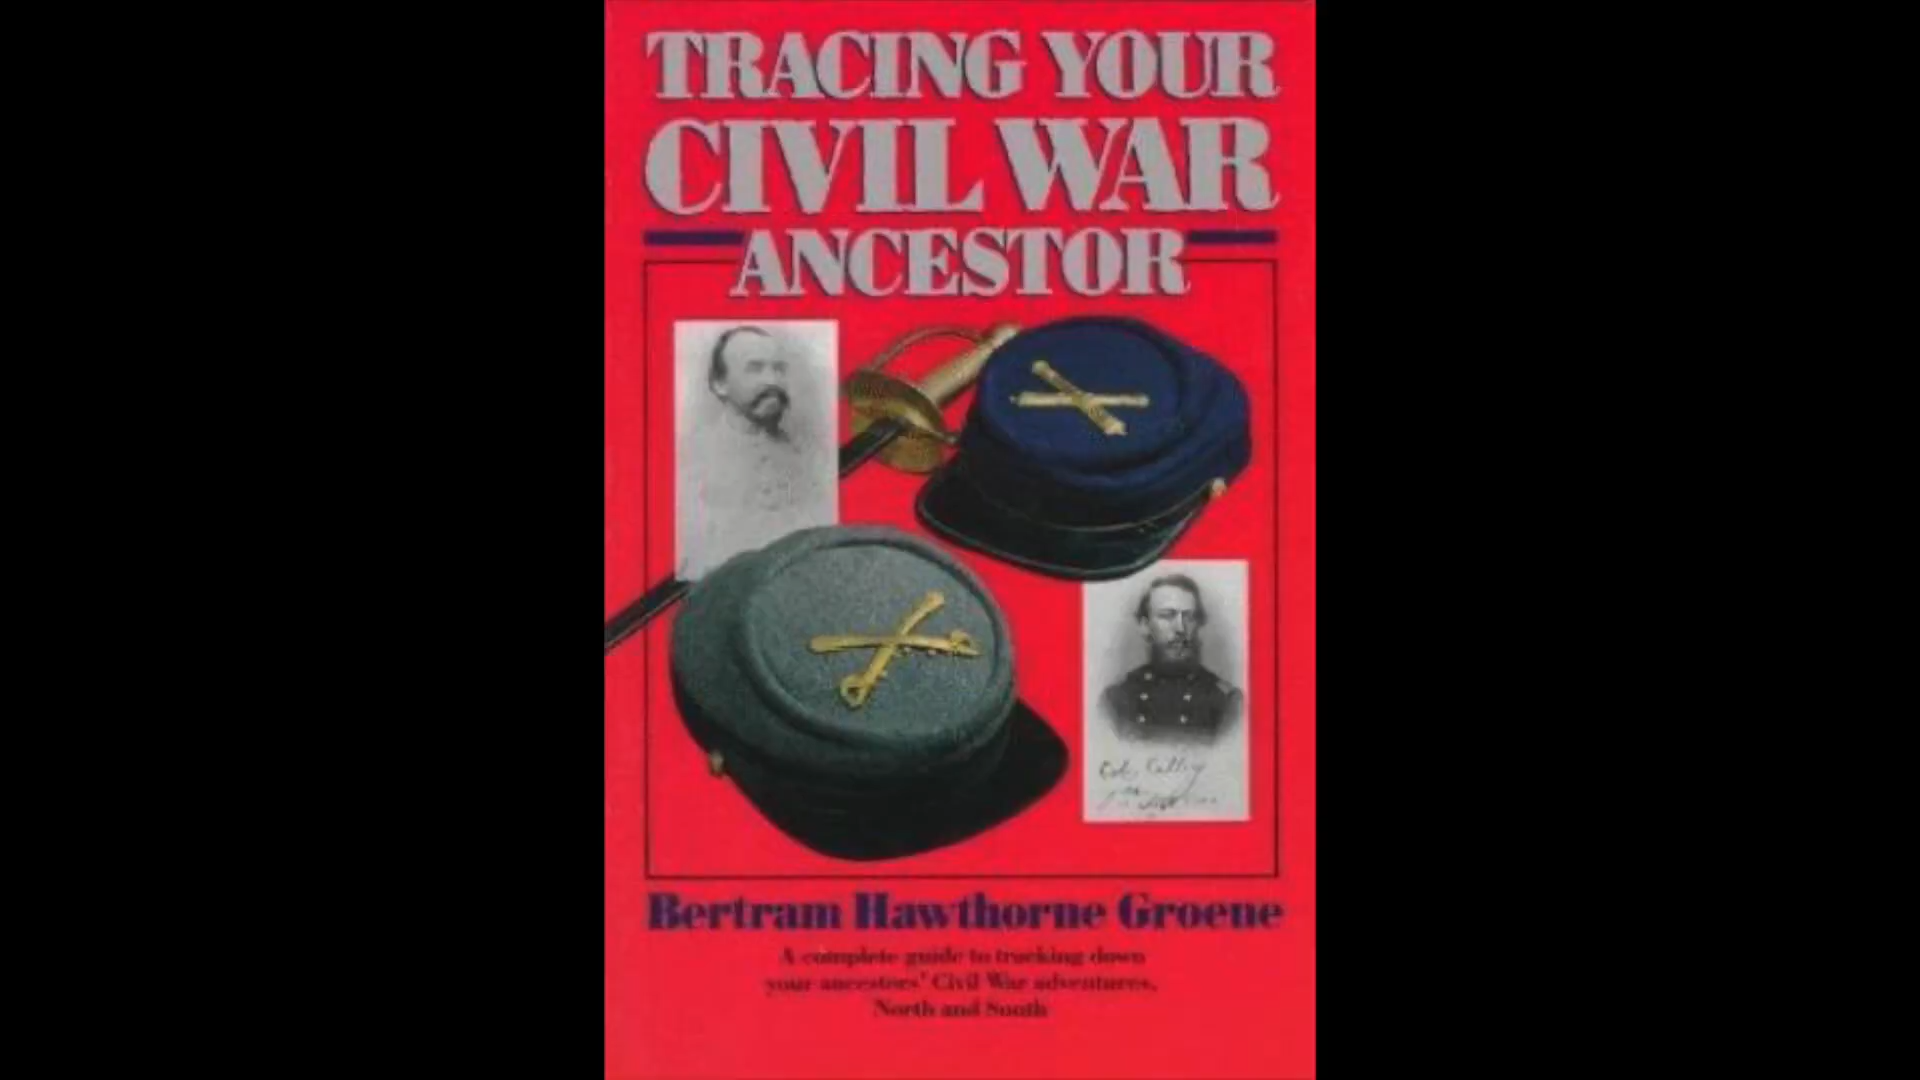 TRACING YOUR
CIVIL WAR
ANCESTOR
Col.
Bertram Hawthorne Groene
A complete guide to tracking down
your ancestors' Civil War adventures,
North and South